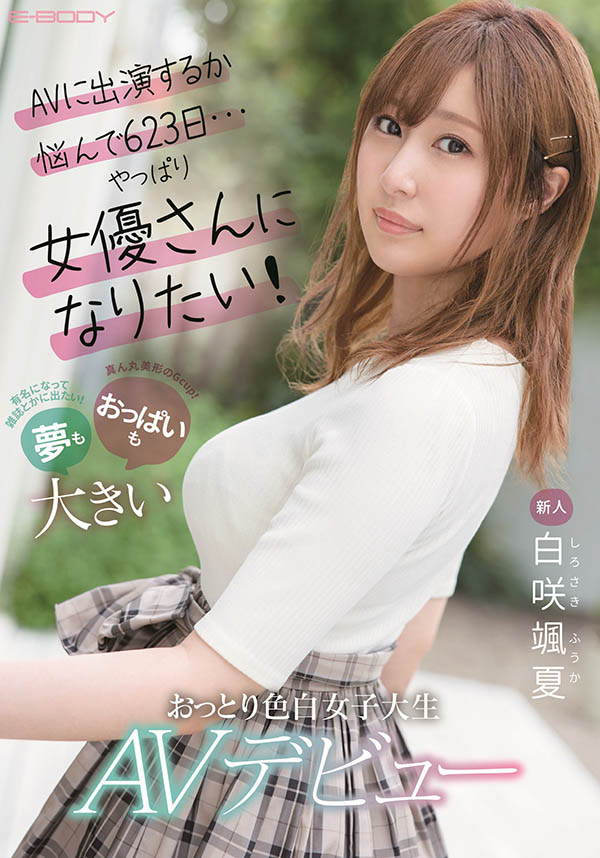 E-BODY
AVに出演するか
悩んで623日…
やっぱり
女優さんに
なりたい!
有名になって
雑誌とかに出たい!
夢も
真ん丸美形のGcup!
おっぱい
も
大きい
新人
白咲颯夏
しろさき ふうか
おっとり色白女子大生
AVデビュー